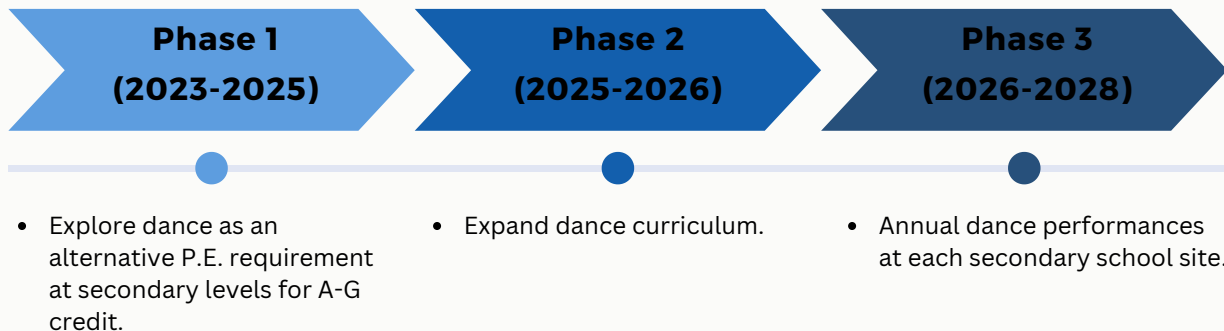 Phase 1
(2023-2025)
Phase 2
(2025-2026)
Phase 3
(2026-2028)
• Explore dance as an
alternative P.E. requirement
at secondary levels for A-G
credit.
• Expand dance curriculum.
• Annual dance performances
at each secondary school site.